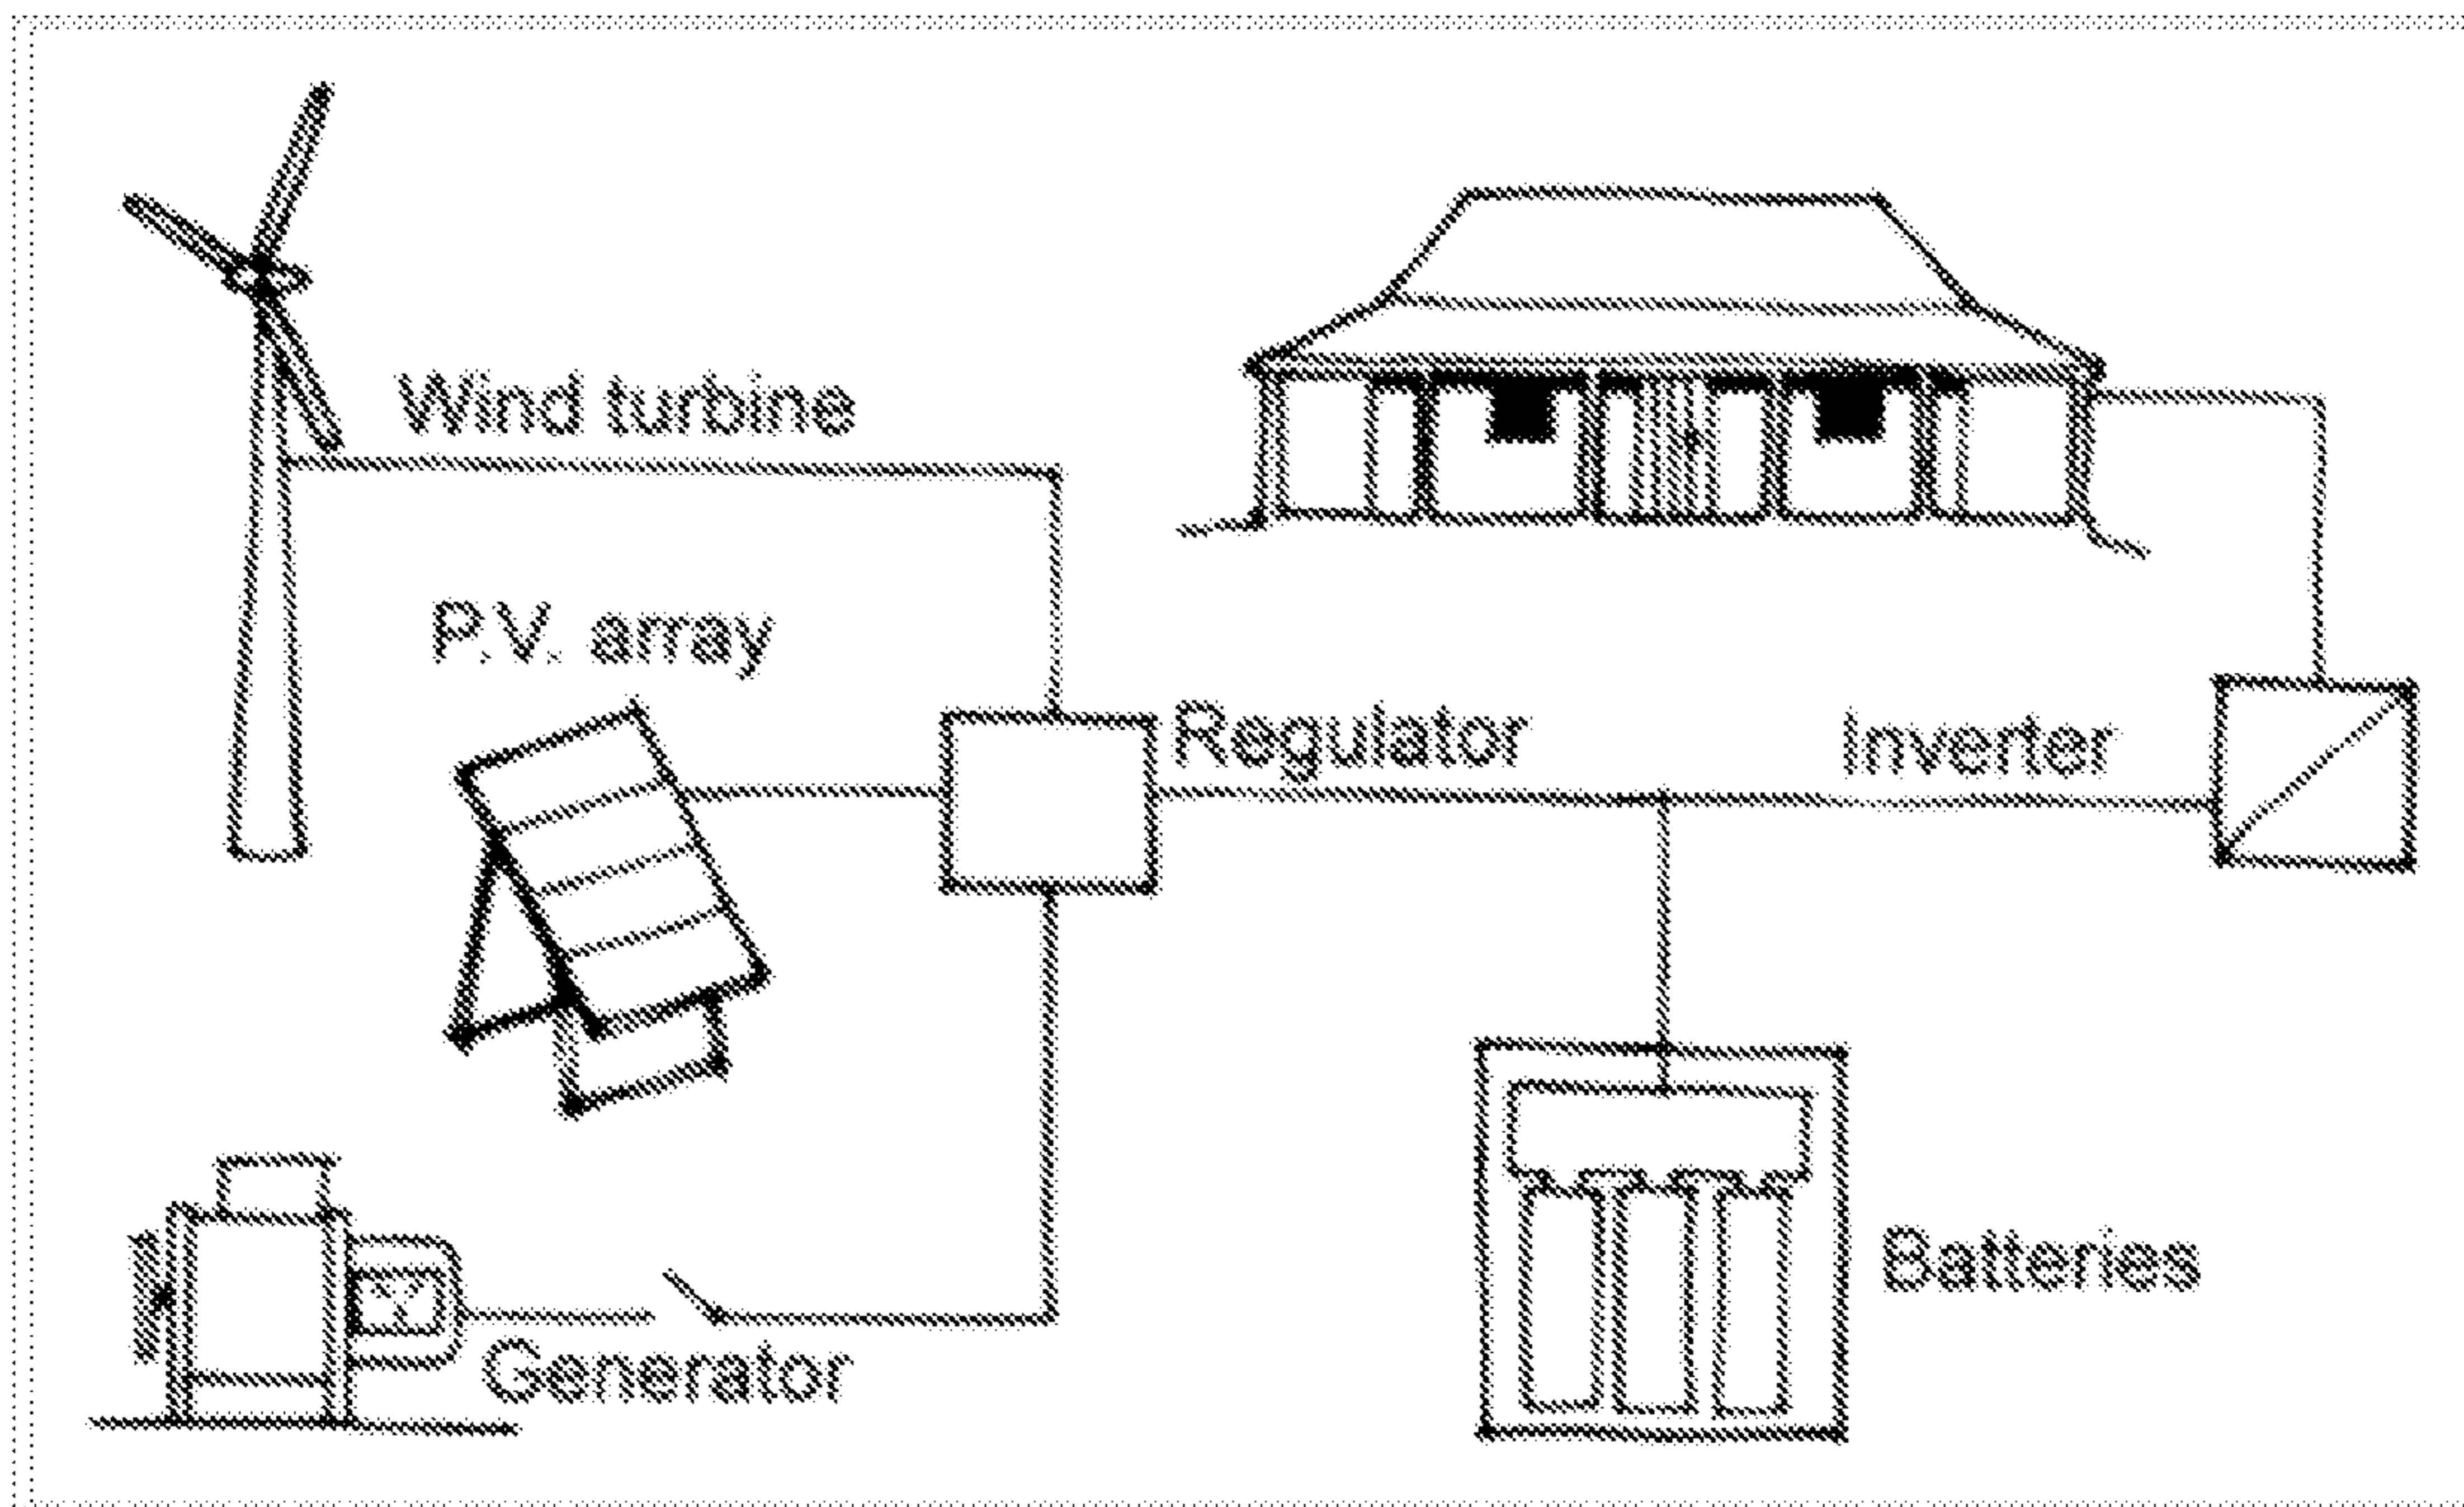 Wind turbine
P.V. array
Regulator
Inverter
Batteries
Generator